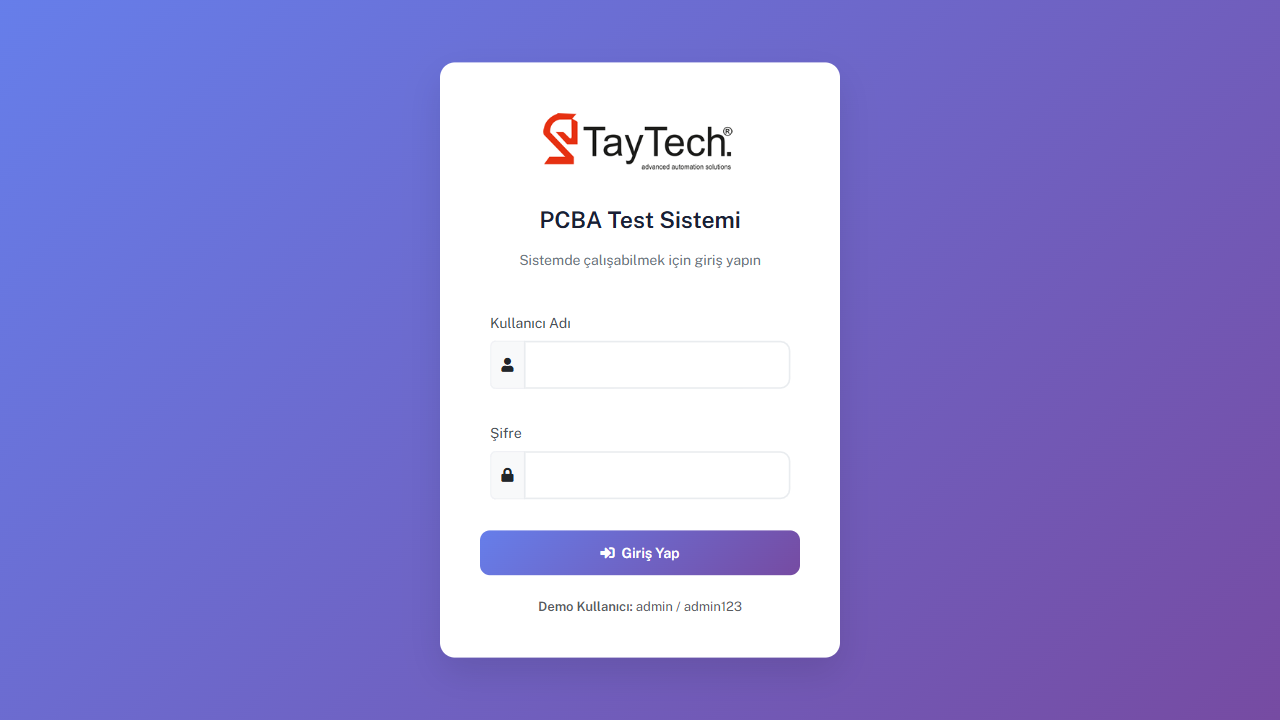 TayTech.®
advanced automation solutions
PCBA Test Sistemi
Sistemde çalışabilmek için giriş yapın
Kullanıcı Adı
Şifre
Giriş Yap
Demo Kullanıcı: admin / admin123